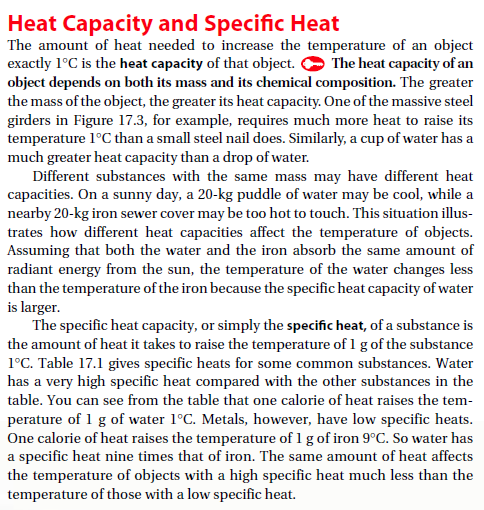 Heat Capacity and Specific Heat
The amount of heat needed to increase the temperature of an object
exactly 1°C is the heat capacity of that object. The heat capacity of an
object depends on both its mass and its chemical composition. The greater
the mass of the object, the greater its heat capacity. One of the massive steel
girders in Figure 17.3, for example, requires much more heat to raise its
temperature 1°C than a small steel nail does. Similarly, a cup of water has a
much greater heat capacity than a drop of water.
Different substances with the same mass may have different heat
capacities. On a sunny day, a 20-kg puddle of water may be cool, while a
nearby 20-kg iron sewer cover may be too hot to touch. This situation illus-
trates how different heat capacities affect the temperature of objects.
Assuming that both the water and the iron absorb the same amount of
radiant energy from the sun, the temperature of the water changes less
than the temperature of the iron because the specific heat capacity of water
is larger.
The specific heat capacity, or simply the specific heat, of a substance is
the amount of heat it takes to raise the temperature of 1 g of the substance
1°C. Table 17.1 gives specific heats for some common substances. Water
has a very high specific heat compared with the other substances in the
table. You can see from the table that one calorie of heat raises the tem-
perature of 1 g of water 1°C. Metals, however, have low specific heats.
One calorie of heat raises the temperature of 1 g of iron 9°C. So water has
a specific heat nine times that of iron. The same amount of heat affects
the temperature of objects with a high specific heat much less than the
temperature of those with a low specific heat.